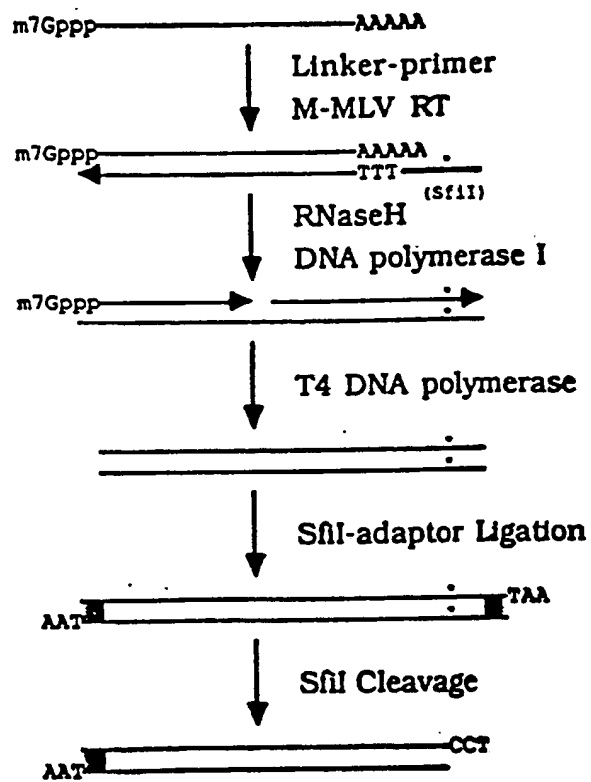 m7Gppp AAAAA
Linker-primer
M-MLV RT
m7Gppp AAAAA
TTT
(SfiI)
RNaseH
DNA polymerase I
m7Gppp
T4 DNA polymerase
SfiI-adaptor Ligation
TAA
AAT
SfiI Cleavage
CCT
AAT